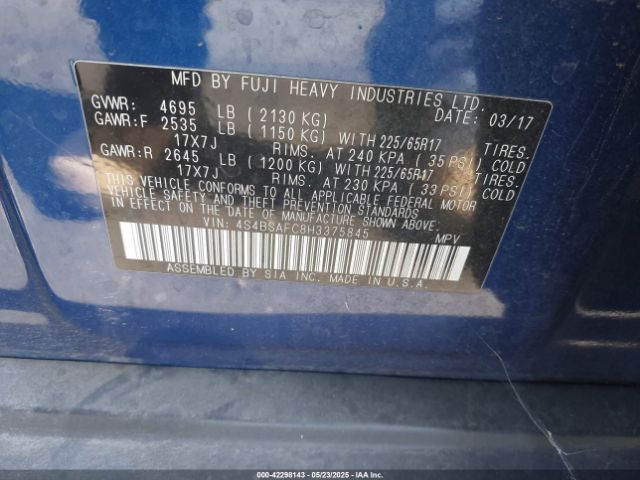 MFD BY FUJI HEAVY INDUSTRIES LTD.
GVWR: 4695 LB (2130 KG) DATE: 03/17
GAWR:F 2535 LB (1150 KG) WITH 225/65R17 TIRES.
17X7J RIMS. AT 240 KPA (35 PSI) COLD
GAWR:R 2645 LB (1200 KG) WITH 225/65R17 TIRES.
17X7J RIMS. AT 230 KPA (33 PSI) COLD
THIS VEHICLE CONFORMS TO ALL APPLICABLE FEDERAL MOTOR
VEHICLE SAFETY AND THEFT PREVENTION STANDARDS
IN EFFECT ON THE DATE OF MANUFACTURE SHOWN ABOVE.
VIN: 4S4BSAFC8H3375845 MPV
ASSEMBLED BY SIA INC. MADE IN U.S.A.
000-42298143 - 05/23/2025 - IAAI.COM